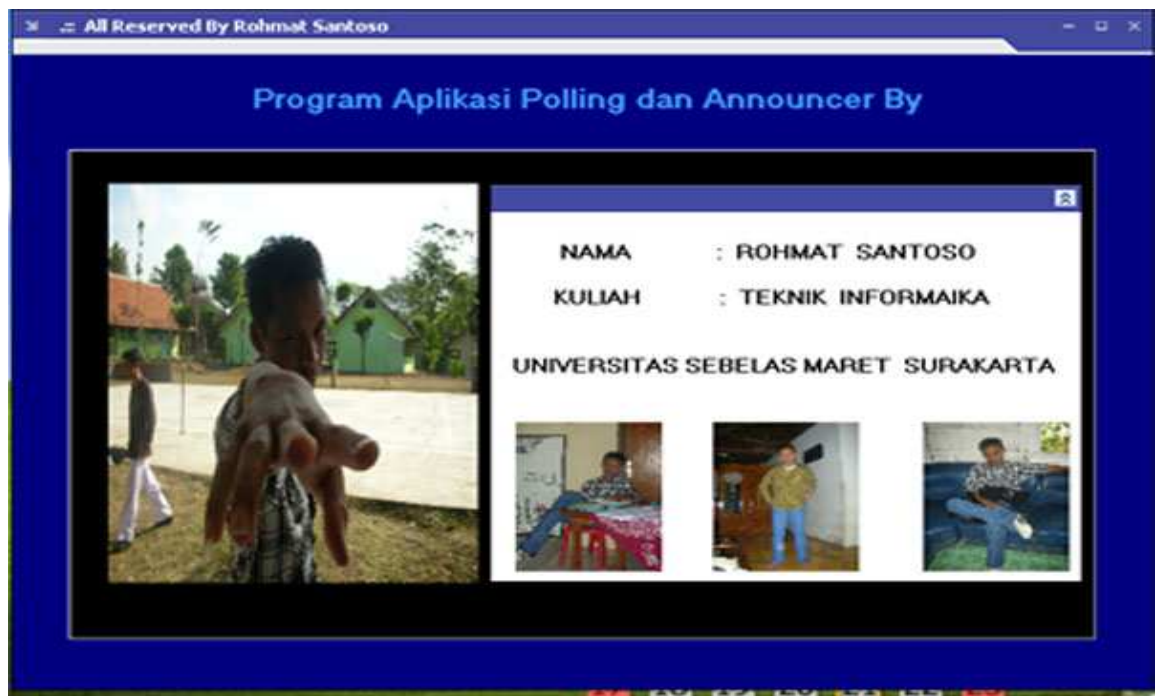 All Reserved By Rohmat Santoso
Program Aplikasi Polling dan Announcer By
NAMA : ROHMAT SANTOSO
KULIAH : TEKNIK INFORMAIKA
UNIVERSITAS SEBELAS MARET SURAKARTA